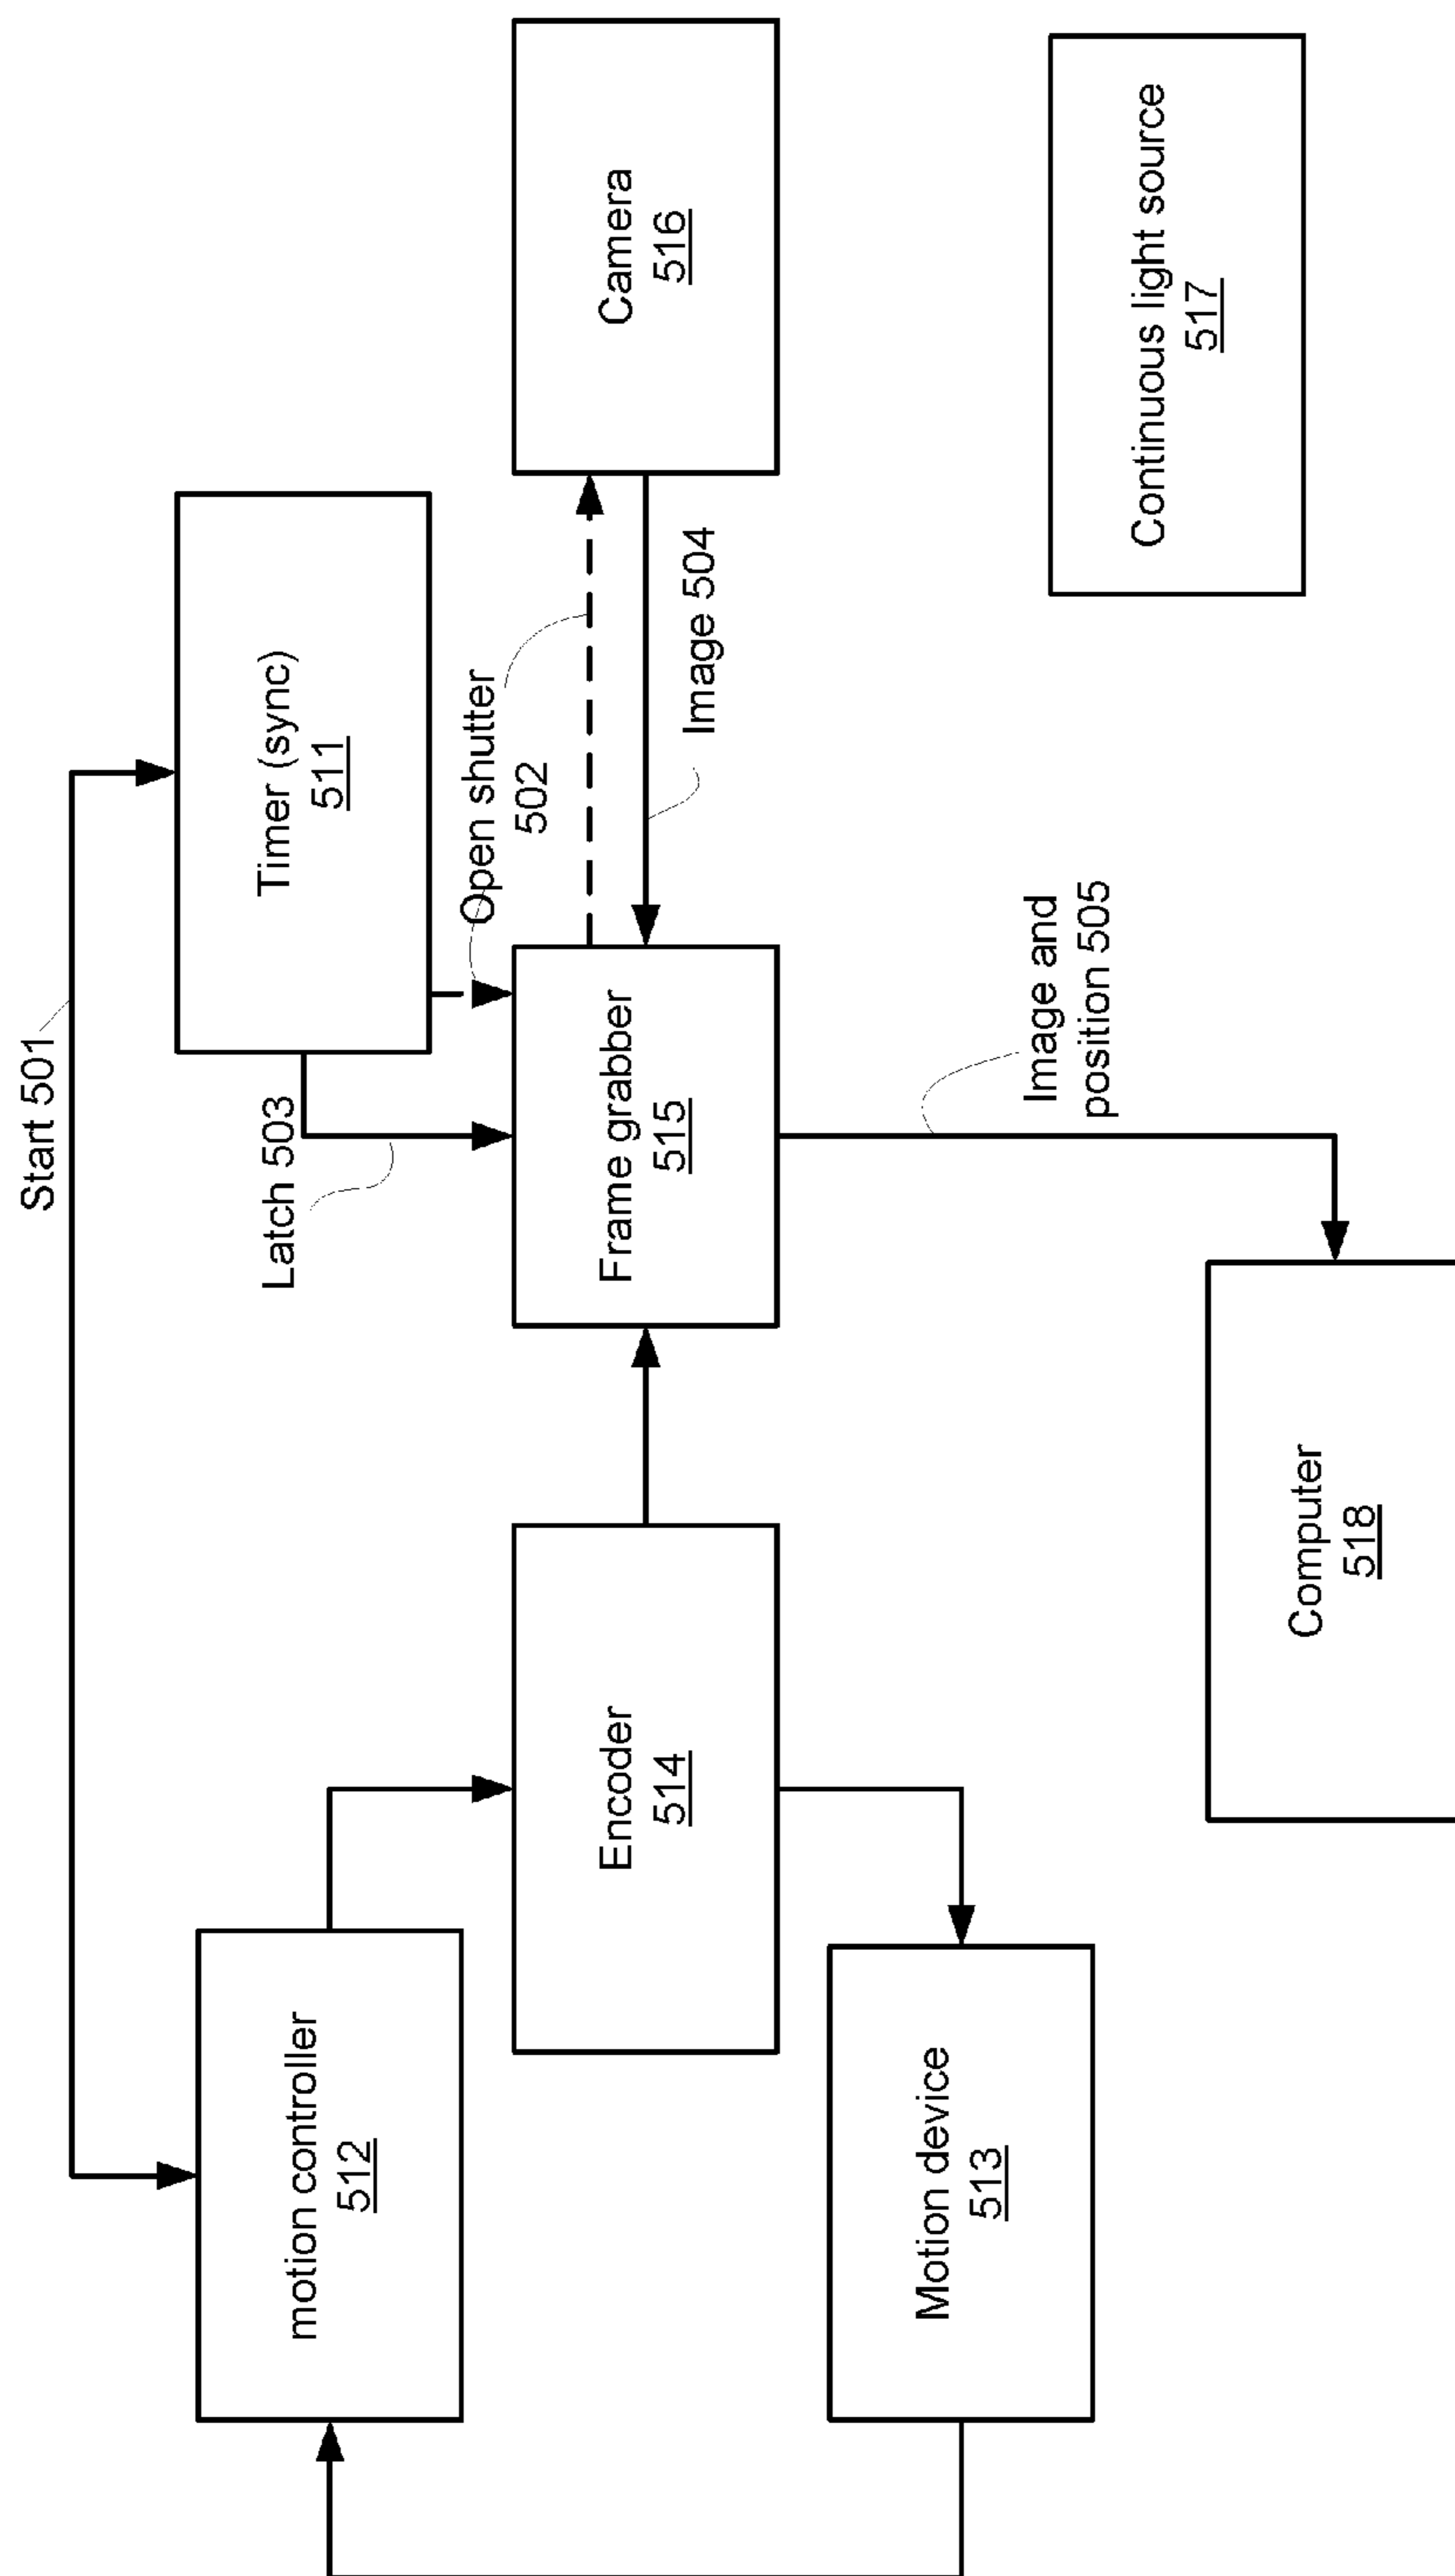 Start 501
motion controller
512
Latch 503
Timer (sync)
511
Open shutter
502
Encoder
514
Frame grabber
515
Camera
516
Image 504
Motion device
513
Image and
position 505
Computer
518
Continuous light source
517